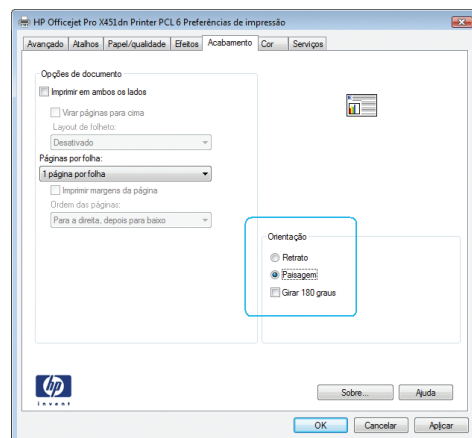 HP Officejet Pro X451dn Printer PCL 6 Preferências de impressão
Avançado Atalhos Papel/qualidade Efeitos Acabamento Cor Serviços
Opções de documento
Imprimir em ambos os lados
Virar páginas para cima
Layout de folheto:
Desativado
Páginas por folha:
1 página por folha
Imprimir margens da página
Ordem das páginas:
Para a direita, depois para baixo
Orientação
Retrato
Paisagem
Girar 180 graus
hp
invent
Sobre... Ajuda
OK Cancelar Aplicar